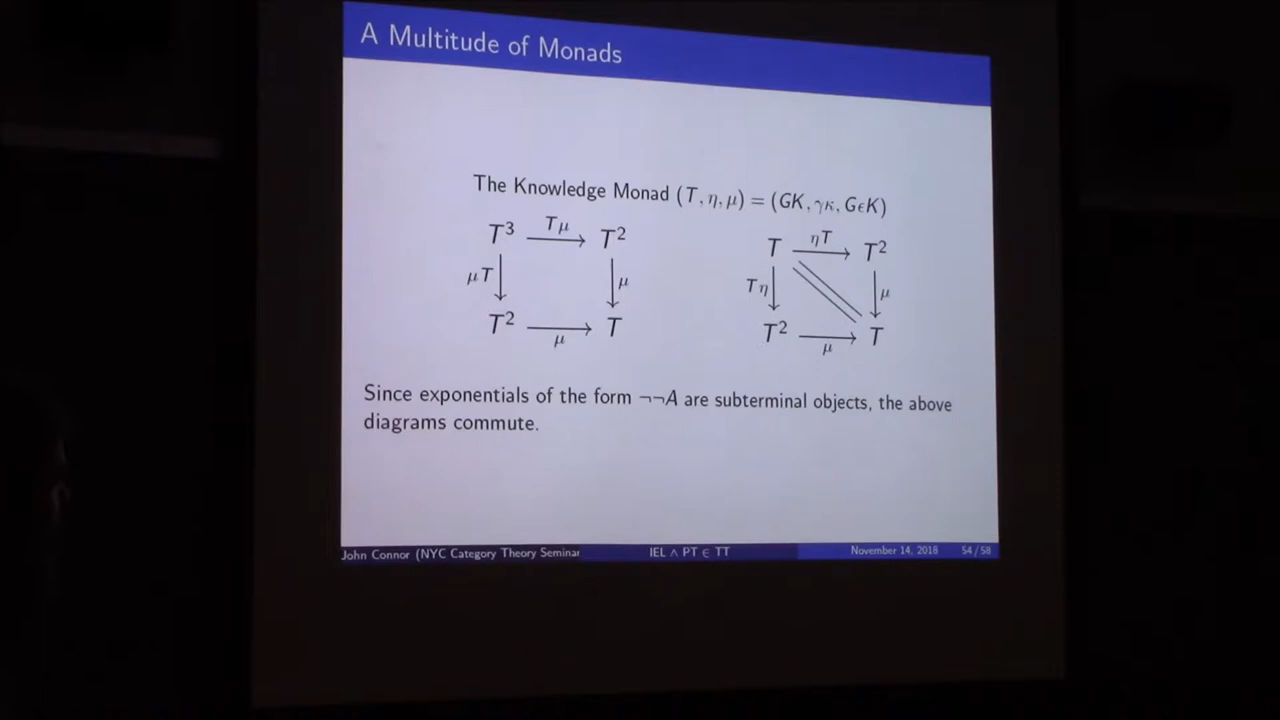 A Multitude of Monads
The Knowledge Monad (T, η, μ) = (GK, γκ, GϵK)
T³ Tμ T² T ηT T²
μT μ Tη μ
T² μ T T² μ T
Since exponentials of the form ¬¬A are subterminal objects, the above
diagrams commute.
John Connor (NYC Category Theory Seminar IEL ∧ PT ∈ TT November 14, 2018 54 / 58